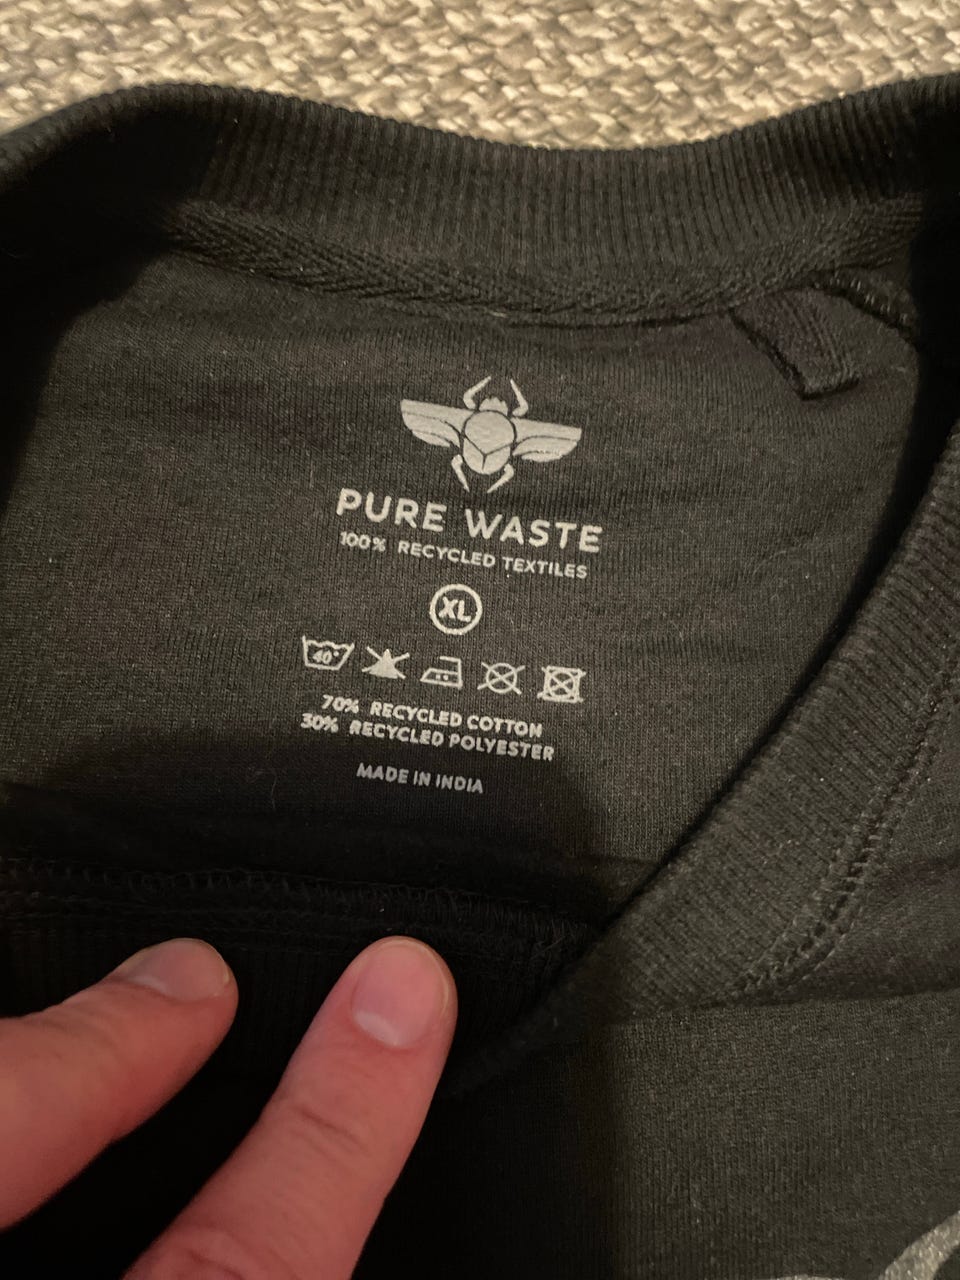 PURE WASTE
100% RECYCLED TEXTILES
XL
40°
70% RECYCLED COTTON
30% RECYCLED POLYESTER
MADE IN INDIA